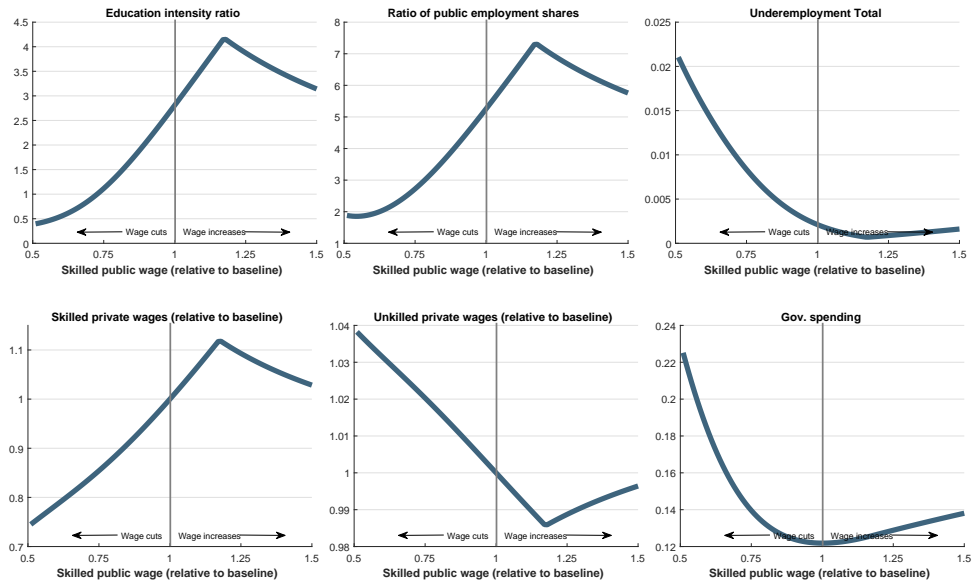 Education intensity ratio
4.5
4
3.5
3
2.5
2
1.5
1
0.5
0
Wage cuts
Wage increases
0.5 0.75 1 1.25 1.5
Skilled public wage (relative to baseline)
Ratio of public employment shares
8
7
6
5
4
3
2
1
Wage cuts
Wage increases
0.5 0.75 1 1.25 1.5
Skilled public wage (relative to baseline)
Underemployment Total
0.025
0.02
0.015
0.01
0.005
0
Wage cuts
Wage increases
0.5 0.75 1 1.25 1.5
Skilled public wage (relative to baseline)
Skilled private wages (relative to baseline)
1.1
1
0.9
0.8
0.7
Wage cuts
Wage increases
0.5 0.75 1 1.25 1.5
Skilled public wage (relative to baseline)
Unkilled private wages (relative to baseline)
1.04
1.03
1.02
1.01
1
0.99
0.98
Wage cuts
Wage increases
0.5 0.75 1 1.25 1.5
Skilled public wage (relative to baseline)
Gov. spending
0.24
0.22
0.2
0.18
0.16
0.14
0.12
Wage cuts
Wage increases
0.5 0.75 1 1.25 1.5
Skilled public wage (relative to baseline)